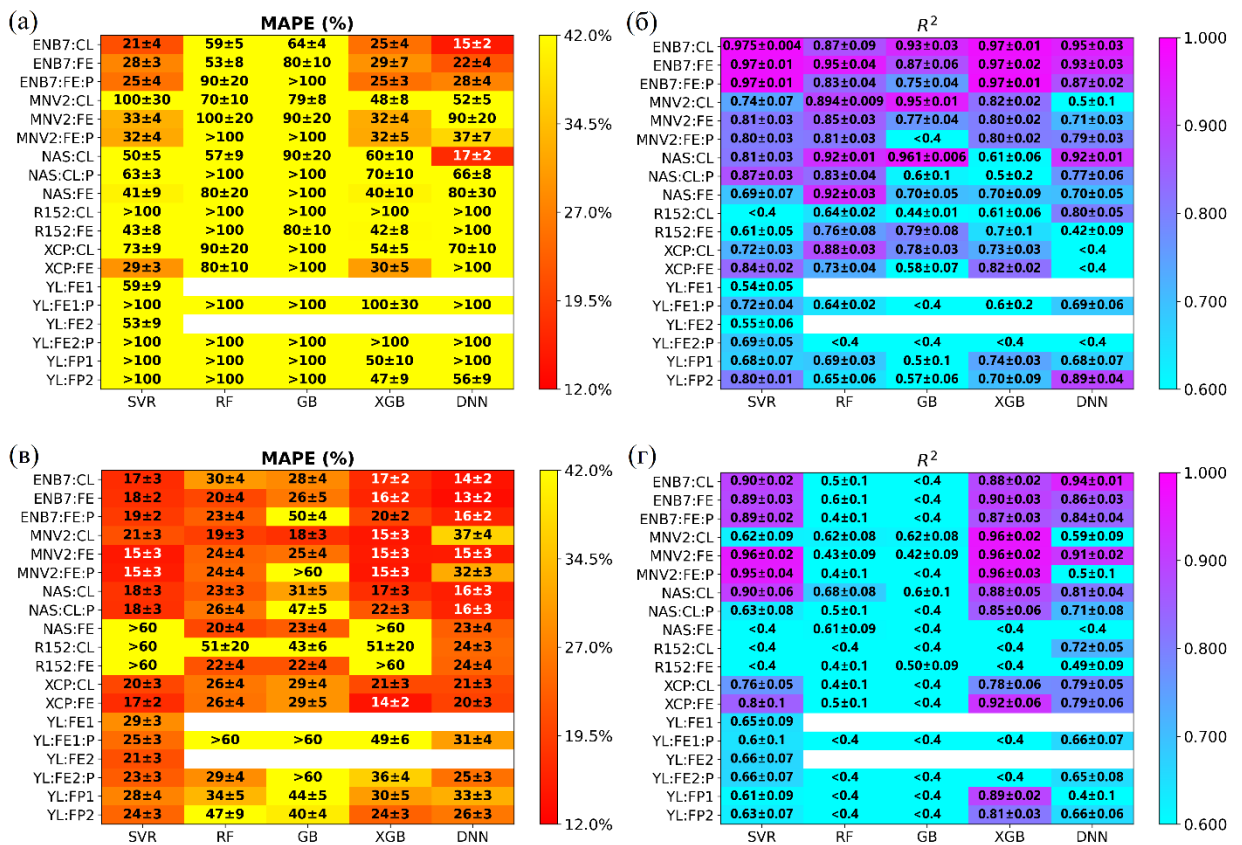 (а)
MAPE (%)
ENB7:CL 21±4 59±5 64±4 25±4 15±2
ENB7:FE 28±3 53±8 80±10 29±7 22±4
ENB7:FE:P 25±4 90±20 >100 25±3 28±4
MNV2:CL 100±30 70±10 79±8 48±8 52±5
MNV2:FE 33±4 100±20 90±20 32±4 90±20
MNV2:FE:P 32±4 >100 >100 32±5 37±7
NAS:CL 50±5 57±9 90±20 60±10 17±2
NAS:CL:P 63±3 >100 >100 70±10 66±8
NAS:FE 41±9 80±20 >100 40±10 80±30
R152:CL >100 >100 >100 >100 >100
R152:FE 43±8 >100 80±10 42±8 >100
XCP:CL 73±9 90±20 >100 54±5 70±10
XCP:FE 29±3 80±10 >100 30±5 >100
YL:FE1 59±9
YL:FE1:P >100 >100 >100 100±30 >100
YL:FE2 53±9
YL:FE2:P >100 >100 >100 >100 >100
YL:FP1 >100 >100 >100 50±10 >100
YL:FP2 >100 >100 >100 47±9 56±9
SVR RF GB XGB DNN
42.0%
34.5%
27.0%
19.5%
12.0%
(б)
R²
ENB7:CL 0.975±0.004 0.87±0.09 0.93±0.03 0.97±0.01 0.95±0.03
ENB7:FE 0.97±0.01 0.95±0.04 0.87±0.06 0.97±0.02 0.93±0.03
ENB7:FE:P 0.97±0.01 0.83±0.04 0.75±0.04 0.97±0.01 0.87±0.02
MNV2:CL 0.74±0.07 0.894±0.009 0.95±0.01 0.82±0.02 0.5±0.1
MNV2:FE 0.81±0.03 0.85±0.03 0.77±0.04 0.80±0.02 0.71±0.03
MNV2:FE:P 0.80±0.03 0.81±0.03 <0.4 0.80±0.02 0.79±0.03
NAS:CL 0.81±0.03 0.92±0.01 0.961±0.006 0.61±0.06 0.92±0.01
NAS:CL:P 0.87±0.03 0.83±0.04 0.6±0.1 0.5±0.2 0.77±0.06
NAS:FE 0.69±0.07 0.92±0.03 0.70±0.05 0.70±0.09 0.70±0.05
R152:CL <0.4 0.64±0.02 0.44±0.01 0.61±0.06 0.80±0.05
R152:FE 0.61±0.05 0.76±0.08 0.79±0.08 0.7±0.1 0.42±0.09
XCP:CL 0.72±0.03 0.88±0.03 0.78±0.03 0.73±0.03 <0.4
XCP:FE 0.84±0.02 0.73±0.04 0.58±0.07 0.82±0.02 <0.4
YL:FE1 0.54±0.05
YL:FE1:P 0.72±0.04 0.64±0.02 <0.4 0.6±0.2 0.69±0.06
YL:FE2 0.55±0.06
YL:FE2:P 0.69±0.05 <0.4 <0.4 <0.4 <0.4
YL:FP1 0.68±0.07 0.69±0.03 0.5±0.1 0.74±0.03 0.68±0.07
YL:FP2 0.80±0.01 0.65±0.06 0.57±0.06 0.70±0.09 0.89±0.04
SVR RF GB XGB DNN
1.000
0.900
0.800
0.700
0.600
(в)
MAPE (%)
ENB7:CL 17±3 30±4 28±4 17±2 14±2
ENB7:FE 18±2 20±4 26±5 16±2 13±2
ENB7:FE:P 19±2 23±4 50±4 20±2 16±2
MNV2:CL 21±3 19±3 18±3 15±3 37±4
MNV2:FE 15±3 24±4 25±4 15±3 15±3
MNV2:FE:P 15±3 24±4 >60 15±3 32±3
NAS:CL 18±3 23±3 31±5 17±3 16±3
NAS:CL:P 18±3 26±4 47±5 22±3 16±3
NAS:FE >60 20±4 23±4 >60 23±4
R152:CL >60 51±20 43±6 51±20 24±3
R152:FE >60 22±4 22±4 >60 24±4
XCP:CL 20±3 26±4 29±4 21±3 21±3
XCP:FE 17±2 26±4 29±5 14±2 20±3
YL:FE1 29±3
YL:FE1:P 25±3 >60 >60 49±6 31±4
YL:FE2 21±3
YL:FE2:P 23±3 29±4 >60 36±4 25±3
YL:FP1 28±4 34±5 44±5 30±5 33±3
YL:FP2 24±3 47±9 40±4 24±3 26±3
SVR RF GB XGB DNN
42.0%
34.5%
27.0%
19.5%
12.0%
(г)
R²
ENB7:CL 0.90±0.02 0.5±0.1 <0.4 0.88±0.02 0.94±0.01
ENB7:FE 0.89±0.03 0.6±0.1 <0.4 0.90±0.03 0.86±0.03
ENB7:FE:P 0.89±0.02 0.4±0.1 <0.4 0.87±0.03 0.84±0.04
MNV2:CL 0.62±0.09 0.62±0.08 0.62±0.08 0.96±0.02 0.59±0.09
MNV2:FE 0.96±0.02 0.43±0.09 0.42±0.09 0.96±0.02 0.91±0.02
MNV2:FE:P 0.95±0.04 0.4±0.1 <0.4 0.96±0.03 0.5±0.1
NAS:CL 0.90±0.06 0.68±0.08 0.6±0.1 0.88±0.05 0.81±0.04
NAS:CL:P 0.63±0.08 0.5±0.1 <0.4 0.85±0.06 0.71±0.08
NAS:FE <0.4 0.61±0.09 <0.4 <0.4 <0.4
R152:CL <0.4 <0.4 <0.4 <0.4 0.72±0.05
R152:FE <0.4 0.4±0.1 0.50±0.09 <0.4 0.49±0.09
XCP:CL 0.76±0.05 0.4±0.1 <0.4 0.78±0.06 0.79±0.05
XCP:FE 0.8±0.1 0.5±0.1 <0.4 0.92±0.06 0.79±0.06
YL:FE1 0.65±0.09
YL:FE1:P 0.6±0.1 <0.4 <0.4 <0.4 0.66±0.07
YL:FE2 0.66±0.07
YL:FE2:P 0.66±0.07 <0.4 <0.4 <0.4 0.65±0.08
YL:FP1 0.61±0.09 <0.4 <0.4 0.89±0.02 0.4±0.1
YL:FP2 0.63±0.07 <0.4 <0.4 0.81±0.03 0.66±0.06
SVR RF GB XGB DNN
1.000
0.900
0.800
0.700
0.600